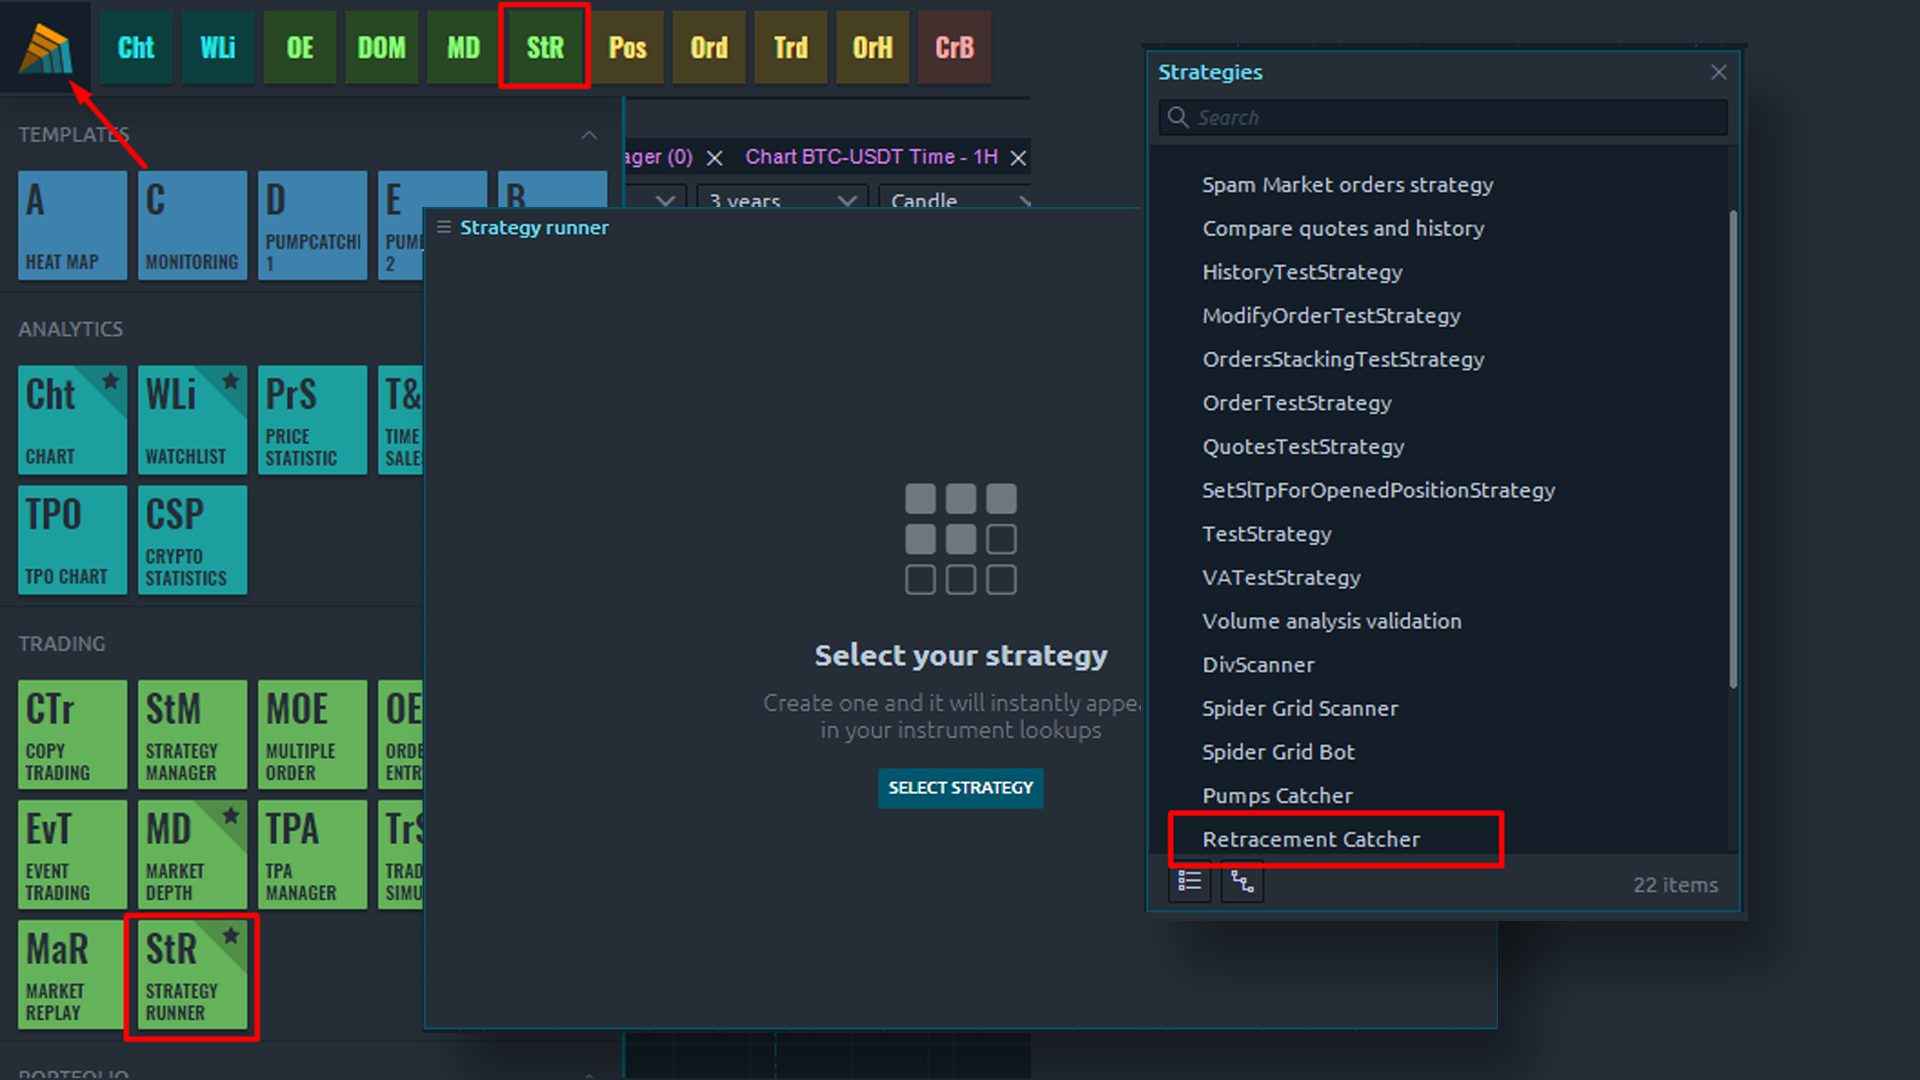 Cht WLi OE DOM MD StR Pos Ord Trd OrH CrB
TEMPLATES
A
HEAT MAP
C
MONITORING
D
PUMPCATCHI
1
E
PUM
2
B
ager (0) Chart BTC-USDT Time - 1H
3 years Candle
ANALYTICS
Cht
CHART
WLi
WATCHLIST
PrS
PRICE
STATISTIC
T&
TIME
SALE
TPO
TPO CHART
CSP
CRYPTO
STATISTICS
TRADING
CTr
COPY
TRADING
StM
STRATEGY
MANAGER
MOE
MULTIPLE
ORDER
OE
ORDE
ENTR
EvT
EVENT
TRADING
MD
MARKET
DEPTH
TPA
TPA
MANAGER
TrS
TRAD
SIMU
MaR
MARKET
REPLAY
StR
STRATEGY
RUNNER
PORTFOLIO
Strategy runner
Select your strategy
Create one and it will instantly appea
in your instrument lookups
SELECT STRATEGY
Strategies
Search
Spam Market orders strategy
Compare quotes and history
HistoryTestStrategy
ModifyOrderTestStrategy
OrdersStackingTestStrategy
OrderTestStrategy
QuotesTestStrategy
SetSlTpForOpenedPositionStrategy
TestStrategy
VATestStrategy
Volume analysis validation
DivScanner
Spider Grid Scanner
Spider Grid Bot
Pumps Catcher
Retracement Catcher
22 items